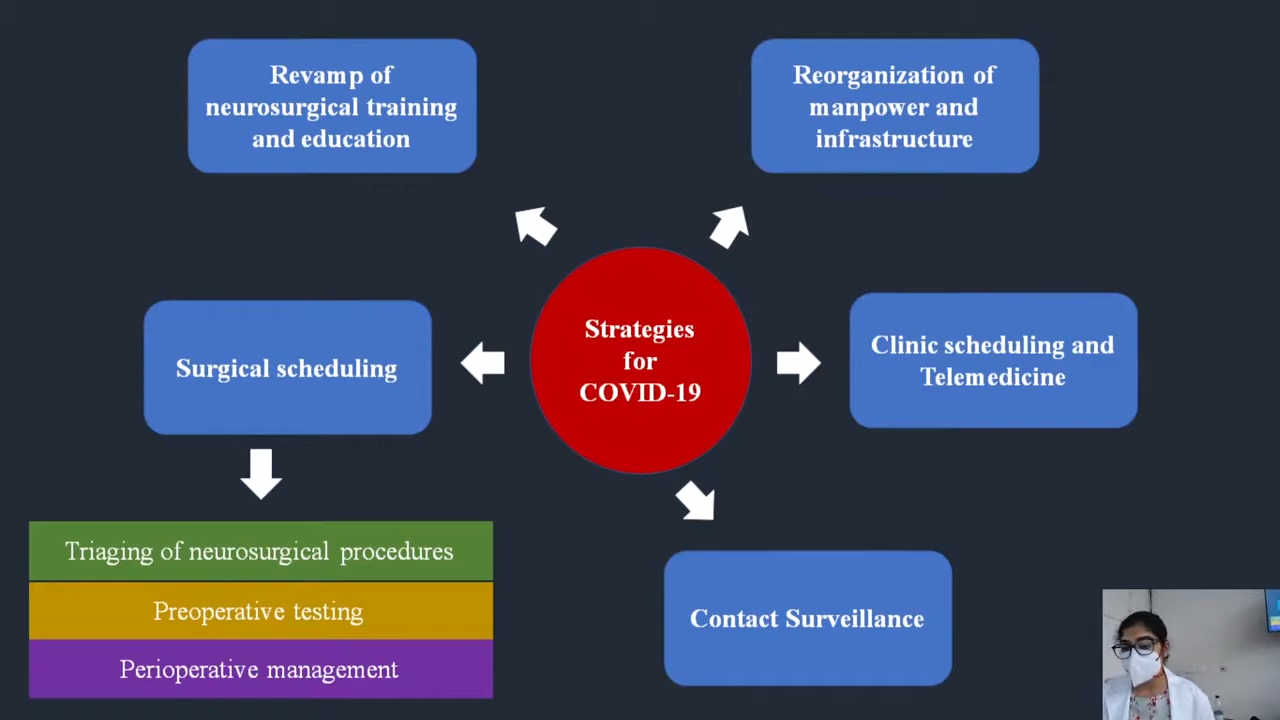 Revamp of
neurosurgical training
and education
Reorganization of
manpower and
infrastructure
Strategies
for
COVID-19
Surgical scheduling
Clinic scheduling and
Telemedicine
Triaging of neurosurgical procedures
Preoperative testing
Perioperative management
Contact Surveillance